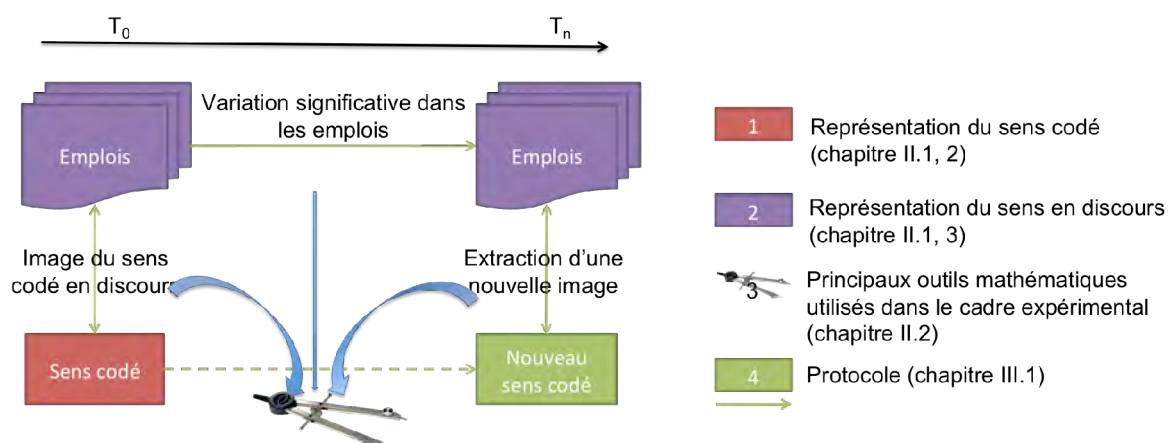 T0
Tn
Variation significative dans
les emplois
Emplois
Emplois
Image du sens
codé en discours
Extraction d'une
nouvelle image
Sens codé
Nouveau
sens codé
1
Représentation du sens codé
(chapitre II.1, 2)
2
Représentation du sens en discours
(chapitre II.1, 3)
3
Principaux outils mathématiques
utilisés dans le cadre expérimental
(chapitre II.2)
4
Protocole (chapitre III.1)